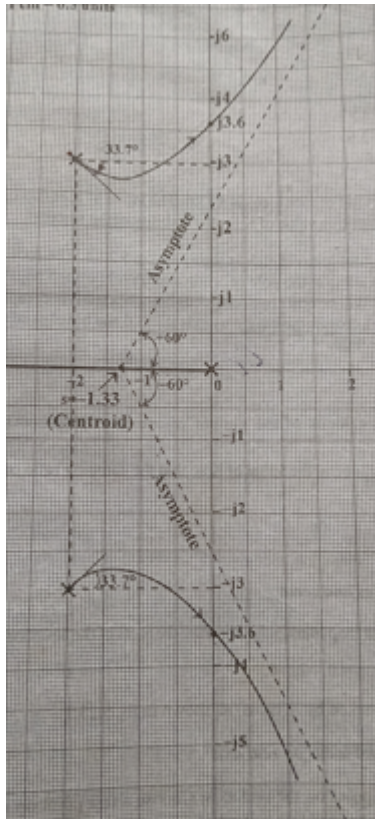 cm = 0.5 units
-j6
-j4
-j3.6
33.7°
-j3
-j2
Asymptote
-j1
+60°
-2
-1
-60°
0
1
2
s=-1.33
(Centroid)
-j1
-j2
Asymptote
33.7°
-j3
-j3.6
-j5